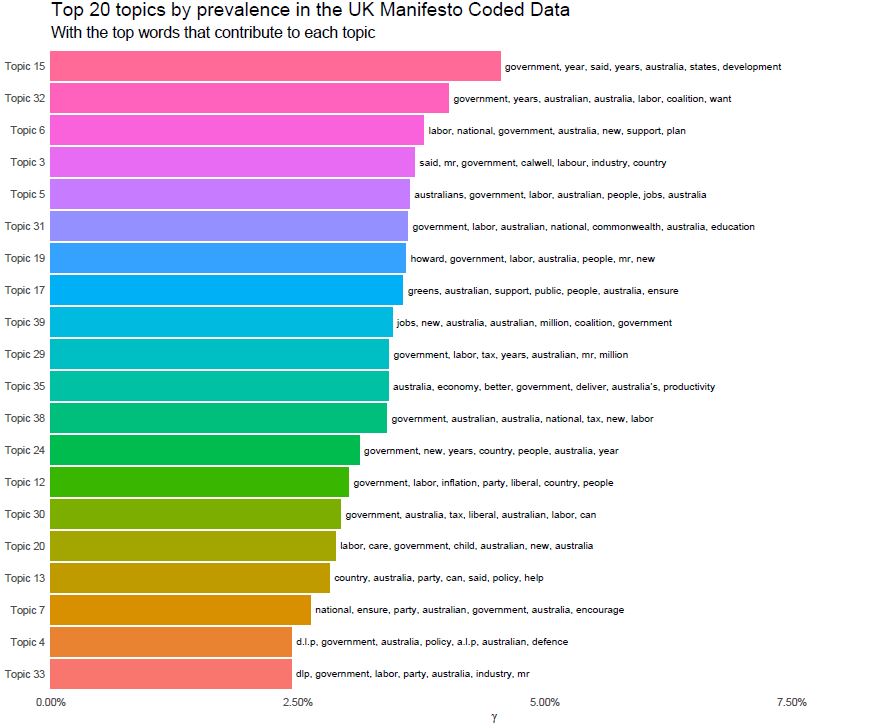 Top 20 topics by prevalence in the UK Manifesto Coded Data
With the top words that contribute to each topic
Topic 15 government, year, said, years, australia, states, development
Topic 32 government, years, australian, australia, labor, coalition, want
Topic 6 labor, national, government, australia, new, support, plan
Topic 3 said, mr, government, calwell, labour, industry, country
Topic 5 australians, government, labor, australian, people, jobs, australia
Topic 31 government, labor, australian, national, commonwealth, australia, education
Topic 19 howard, government, labor, australia, people, mr, new
Topic 17 greens, australian, support, public, people, australia, ensure
Topic 39 jobs, new, australia, australian, million, coalition, government
Topic 29 government, labor, tax, years, australian, mr, million
Topic 35 australia, economy, better, government, deliver, australia's, productivity
Topic 38 government, australian, australia, national, tax, new, labor
Topic 24 government, new, years, country, people, australia, year
Topic 12 government, labor, inflation, party, liberal, country, people
Topic 30 government, australia, tax, liberal, australian, labor, can
Topic 20 labor, care, government, child, australian, new, australia
Topic 13 country, australia, party, can, said, policy, help
Topic 7 national, ensure, party, australian, government, australia, encourage
Topic 4 d.l.p, government, australia, policy, a.l.p, australian, defence
Topic 33 dlp, government, labor, party, australia, industry, mr
0.00% 2.50% 5.00% 7.50%
γ